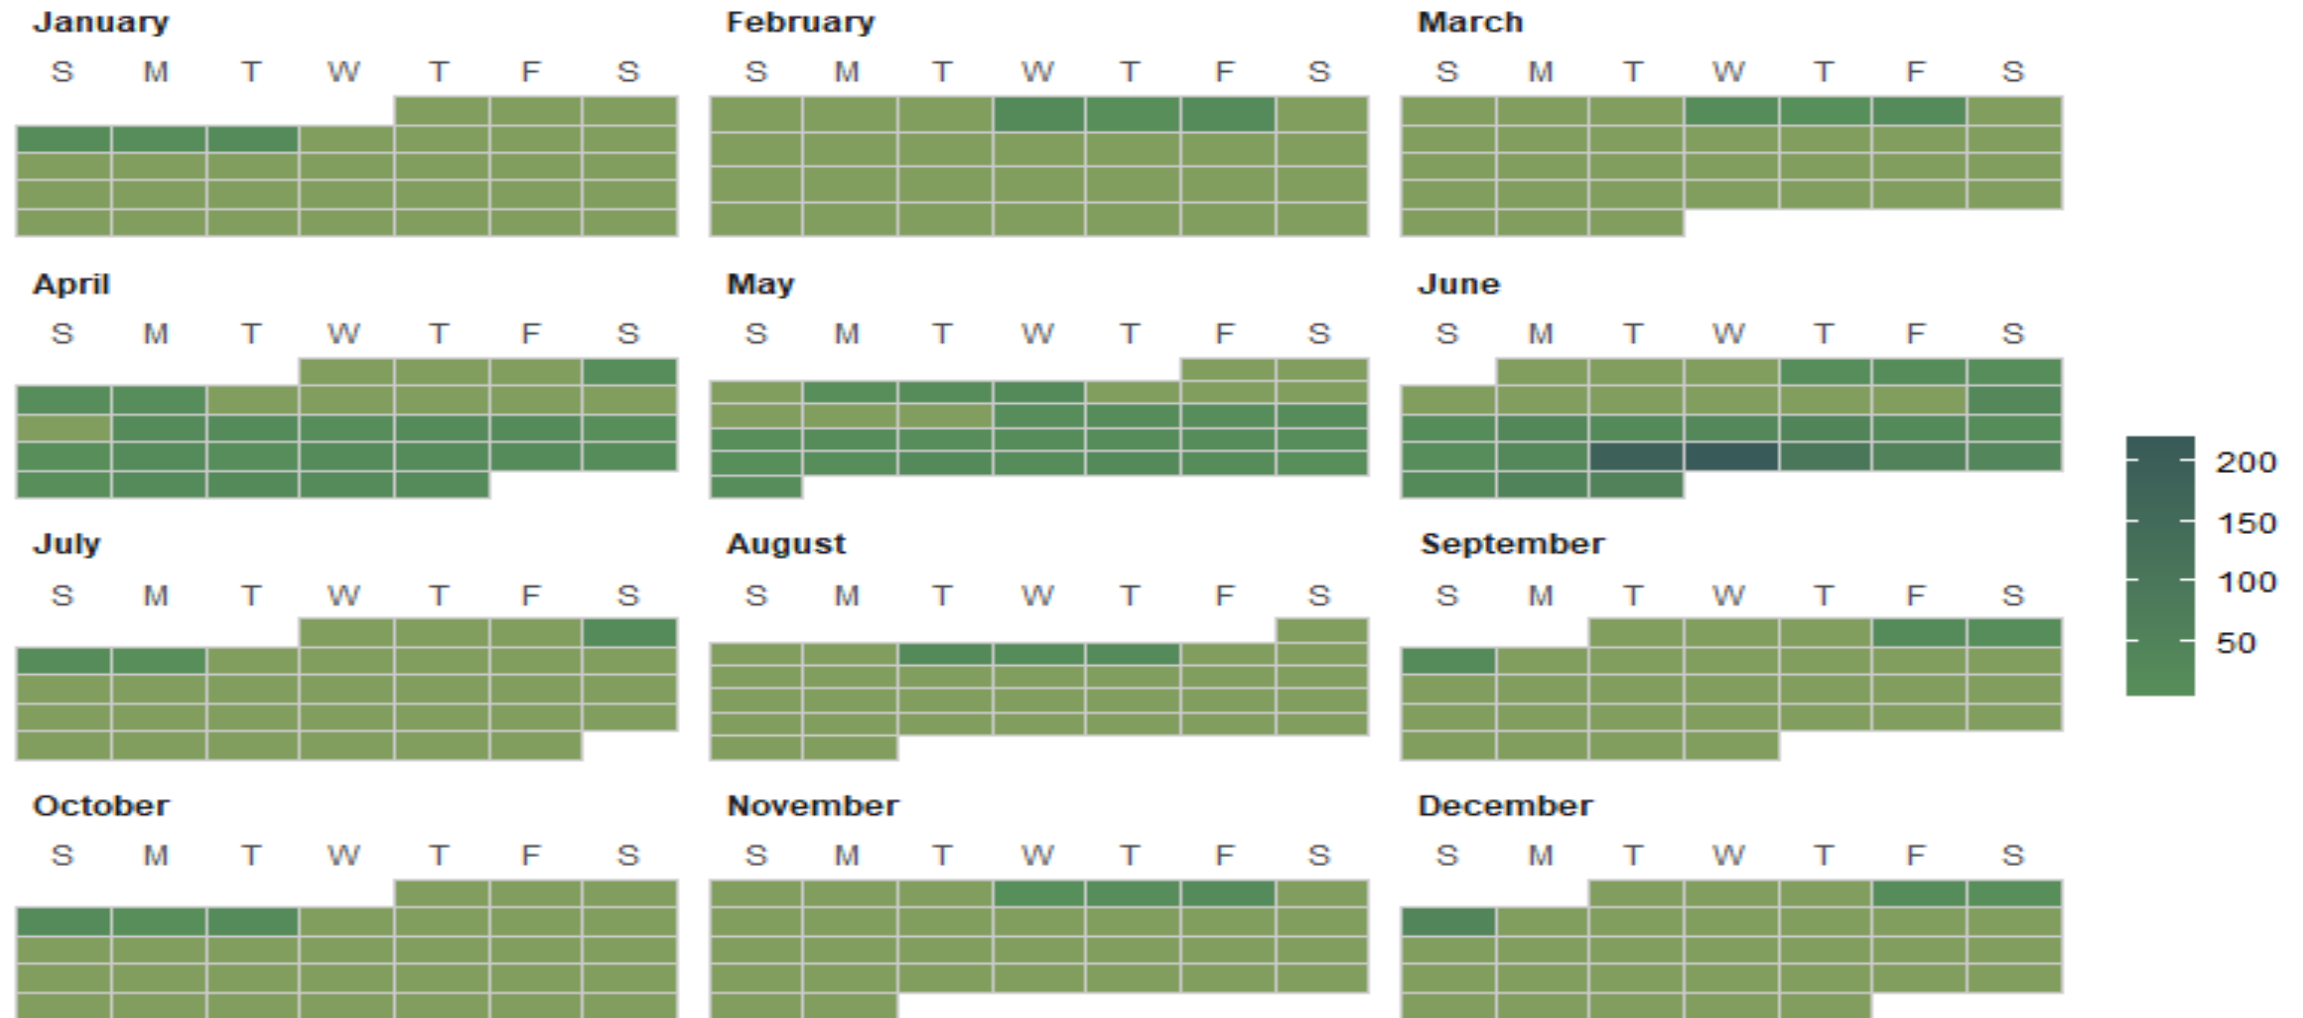 January February March
S M T W T F S S M T W T F S S M T W T F S
April May June
S M T W T F S S M T W T F S S M T W T F S
200
150
100
50
July August September
S M T W T F S S M T W T F S S M T W T F S
October November December
S M T W T F S S M T W T F S S M T W T F S